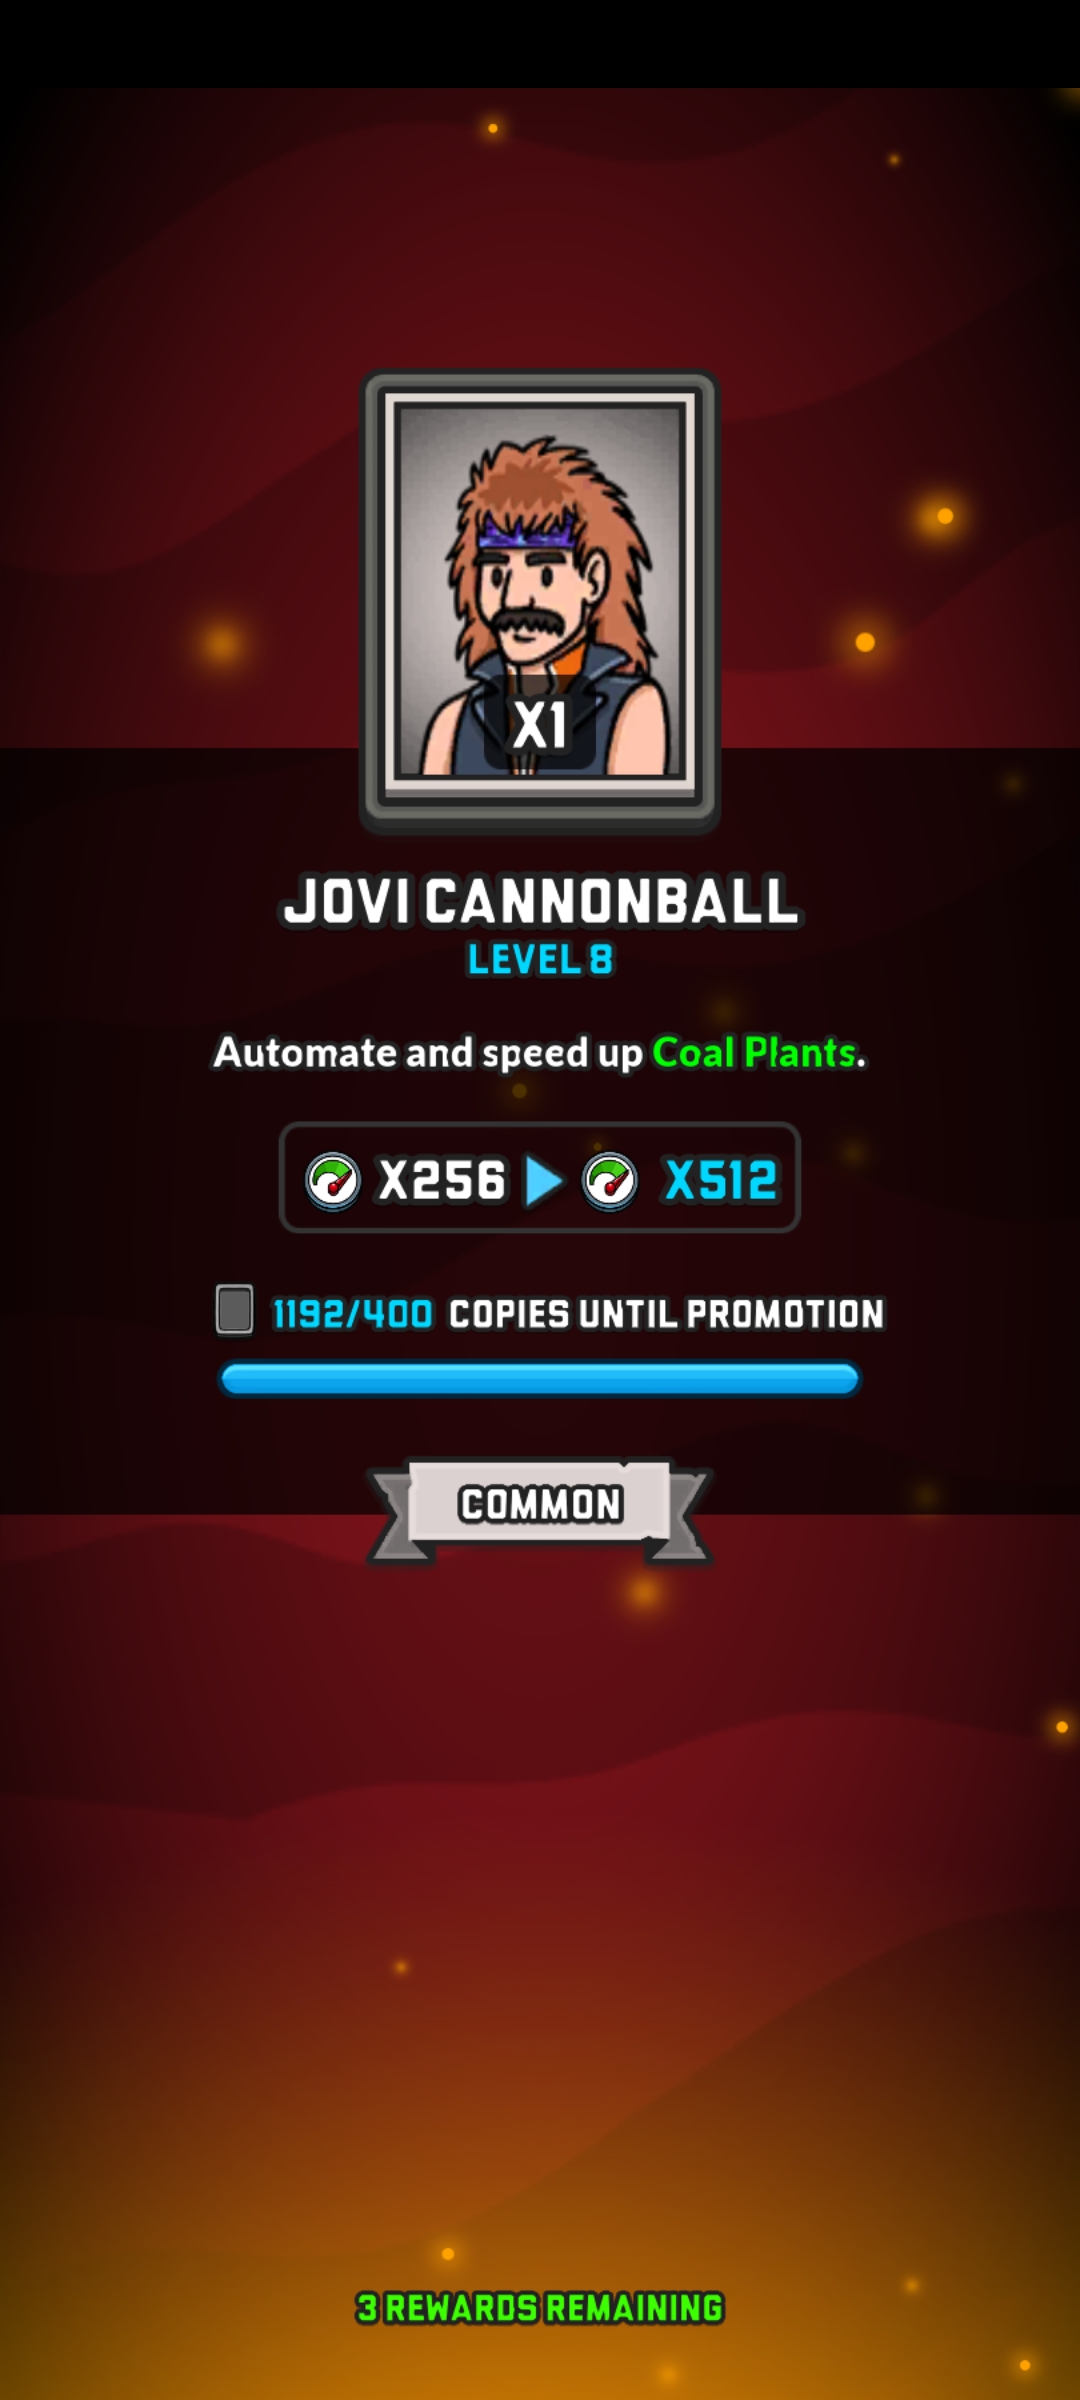 X1
JOVI CANNONBALL
LEVEL 8
Automate and speed up Coal Plants.
X256 X512
1192/400 COPIES UNTIL PROMOTION
COMMON
3 REWARDS REMAINING